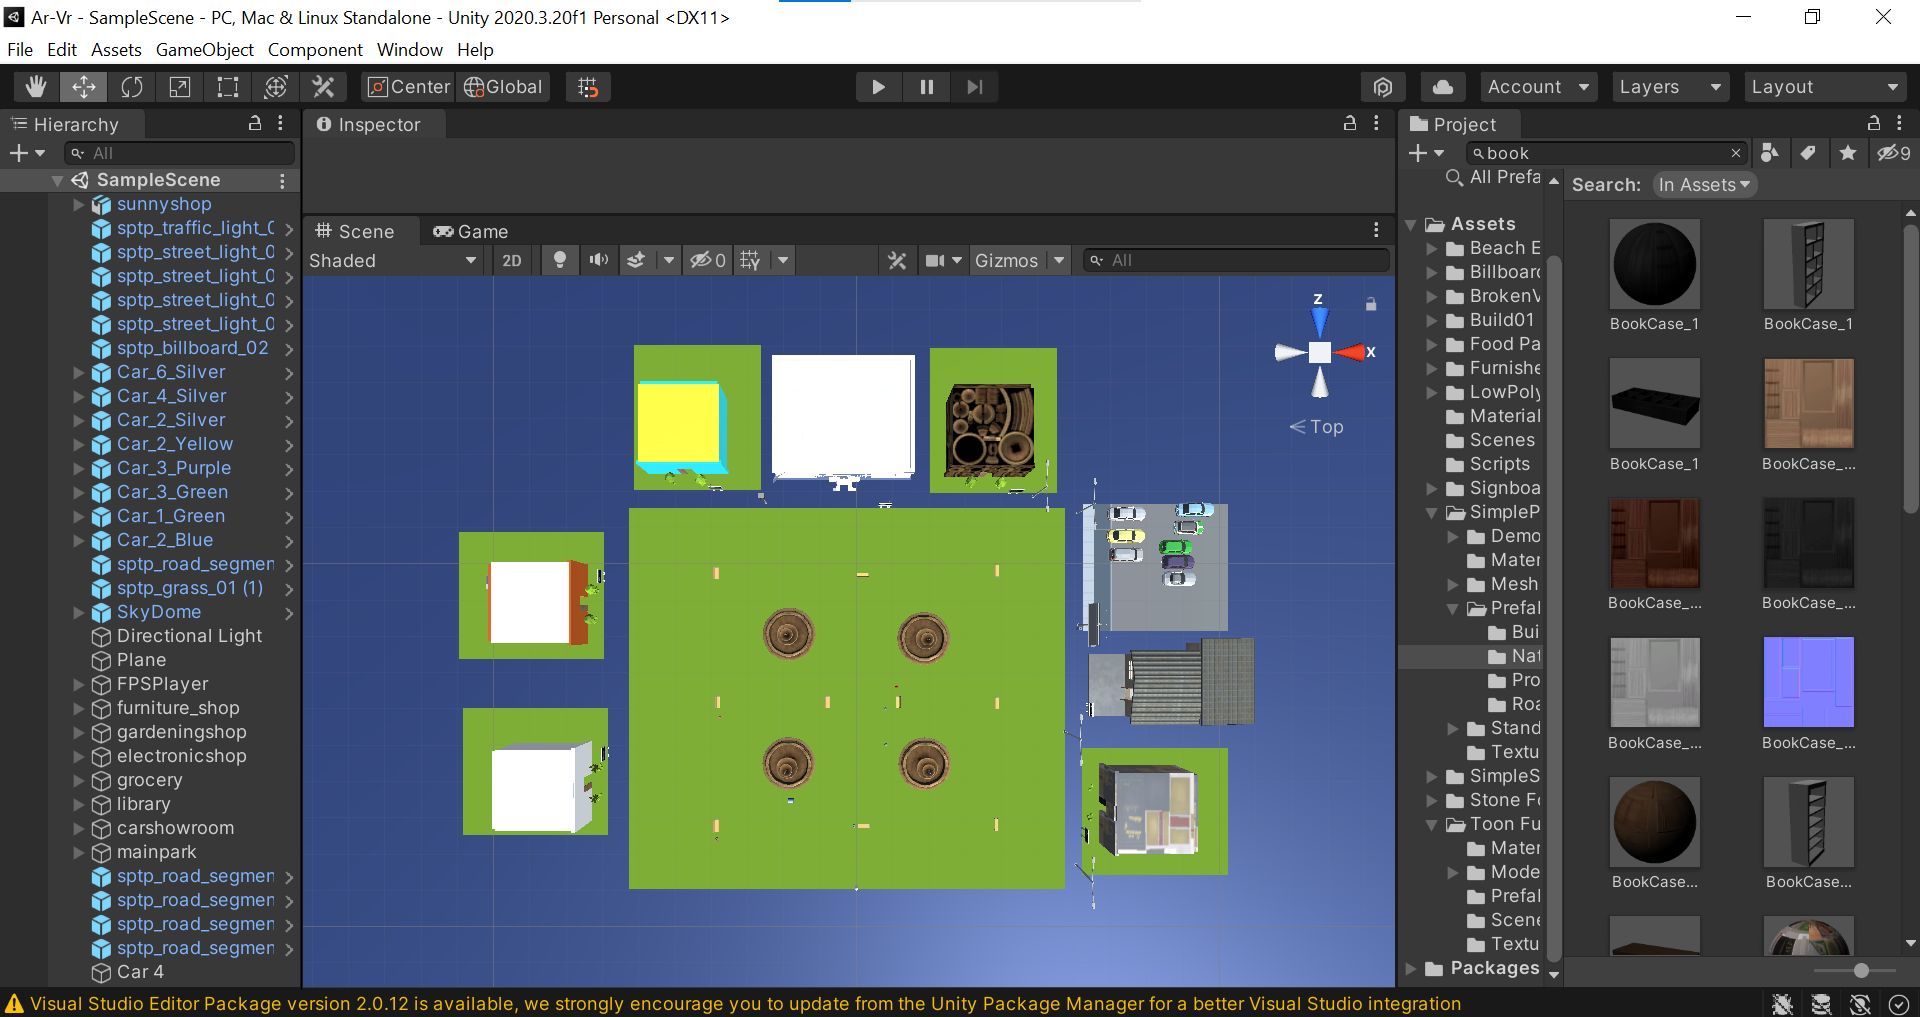 Ar-Vr - SampleScene - PC, Mac & Linux Standalone - Unity 2020.3.20f1 Personal <DX11>
File Edit Assets GameObject Component Window Help
Center Global Account Layers Layout
Hierarchy
All
SampleScene
sunnyshop
sptp_traffic_light_0
sptp_street_light_0
sptp_street_light_0
sptp_street_light_0
sptp_street_light_0
sptp_billboard_02
Car_6_Silver
Car_4_Silver
Car_2_Silver
Car_2_Yellow
Car_3_Purple
Car_3_Green
Car_1_Green
Car_2_Blue
sptp_road_segmen
sptp_grass_01 (1)
SkyDome
Directional Light
Plane
FPSPlayer
furniture_shop
gardeningshop
electronicshop
grocery
library
carshowroom
mainpark
sptp_road_segmen
sptp_road_segmen
sptp_road_segmen
sptp_road_segmen
Car 4
Inspector
Scene Game
Shaded 2D 0 Gizmos All
Z
X
Top
Project
book 9
All Prefa
Assets
Beach E
Billboard
BrokenV
Build01
Food Pa
Furnishe
LowPoly
Material
Scenes
Scripts
Signboa
SimpleP
Demo
Mater
Mesh
Prefal
Bui
Nat
Pro
Roa
Stand
Textu
SimpleS
Stone Fo
Toon Fu
Mater
Mode
Prefal
Scene
Textu
Packages
Search: In Assets
BookCase_1 BookCase_1
BookCase_1 BookCase_...
BookCase_... BookCase_...
BookCase_... BookCase_...
BookCase... BookCase...
Visual Studio Editor Package version 2.0.12 is available, we strongly encourage you to update from the Unity Package Manager for a better Visual Studio integration